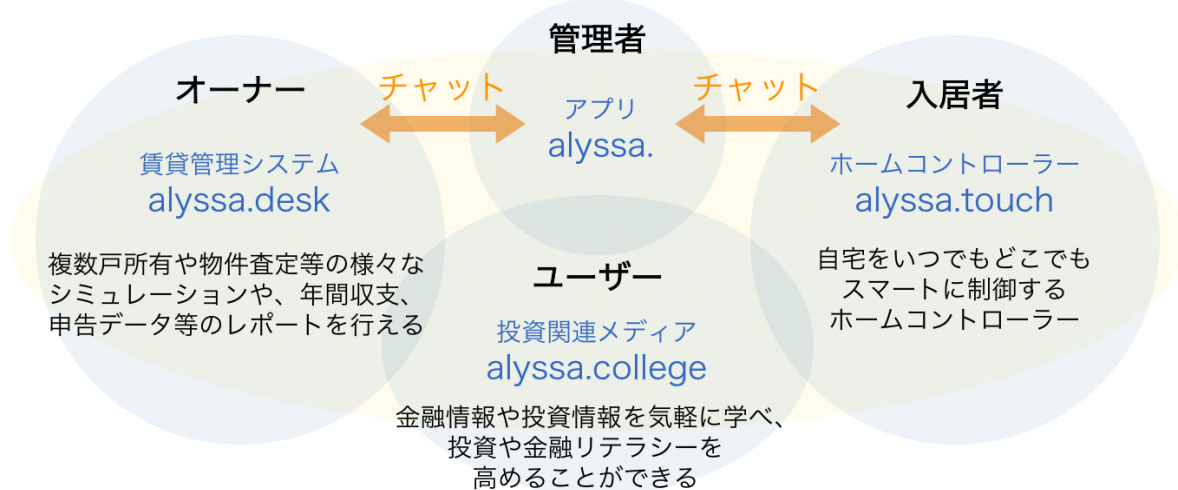 管理者
オーナー
チャット
チャット
入居者
アプリ
alyssa.
賃貸管理システム
alyssa.desk
ホームコントローラー
alyssa.touch
複数戸所有や物件査定等の様々な
シミュレーションや、年間収支、
申告データ等のレポートを行える
自宅をいつでもどこでも
スマートに制御する
ホームコントローラー
ユーザー
投資関連メディア
alyssa.college
金融情報や投資情報を気軽に学べ、
投資や金融リテラシーを
高めることができる